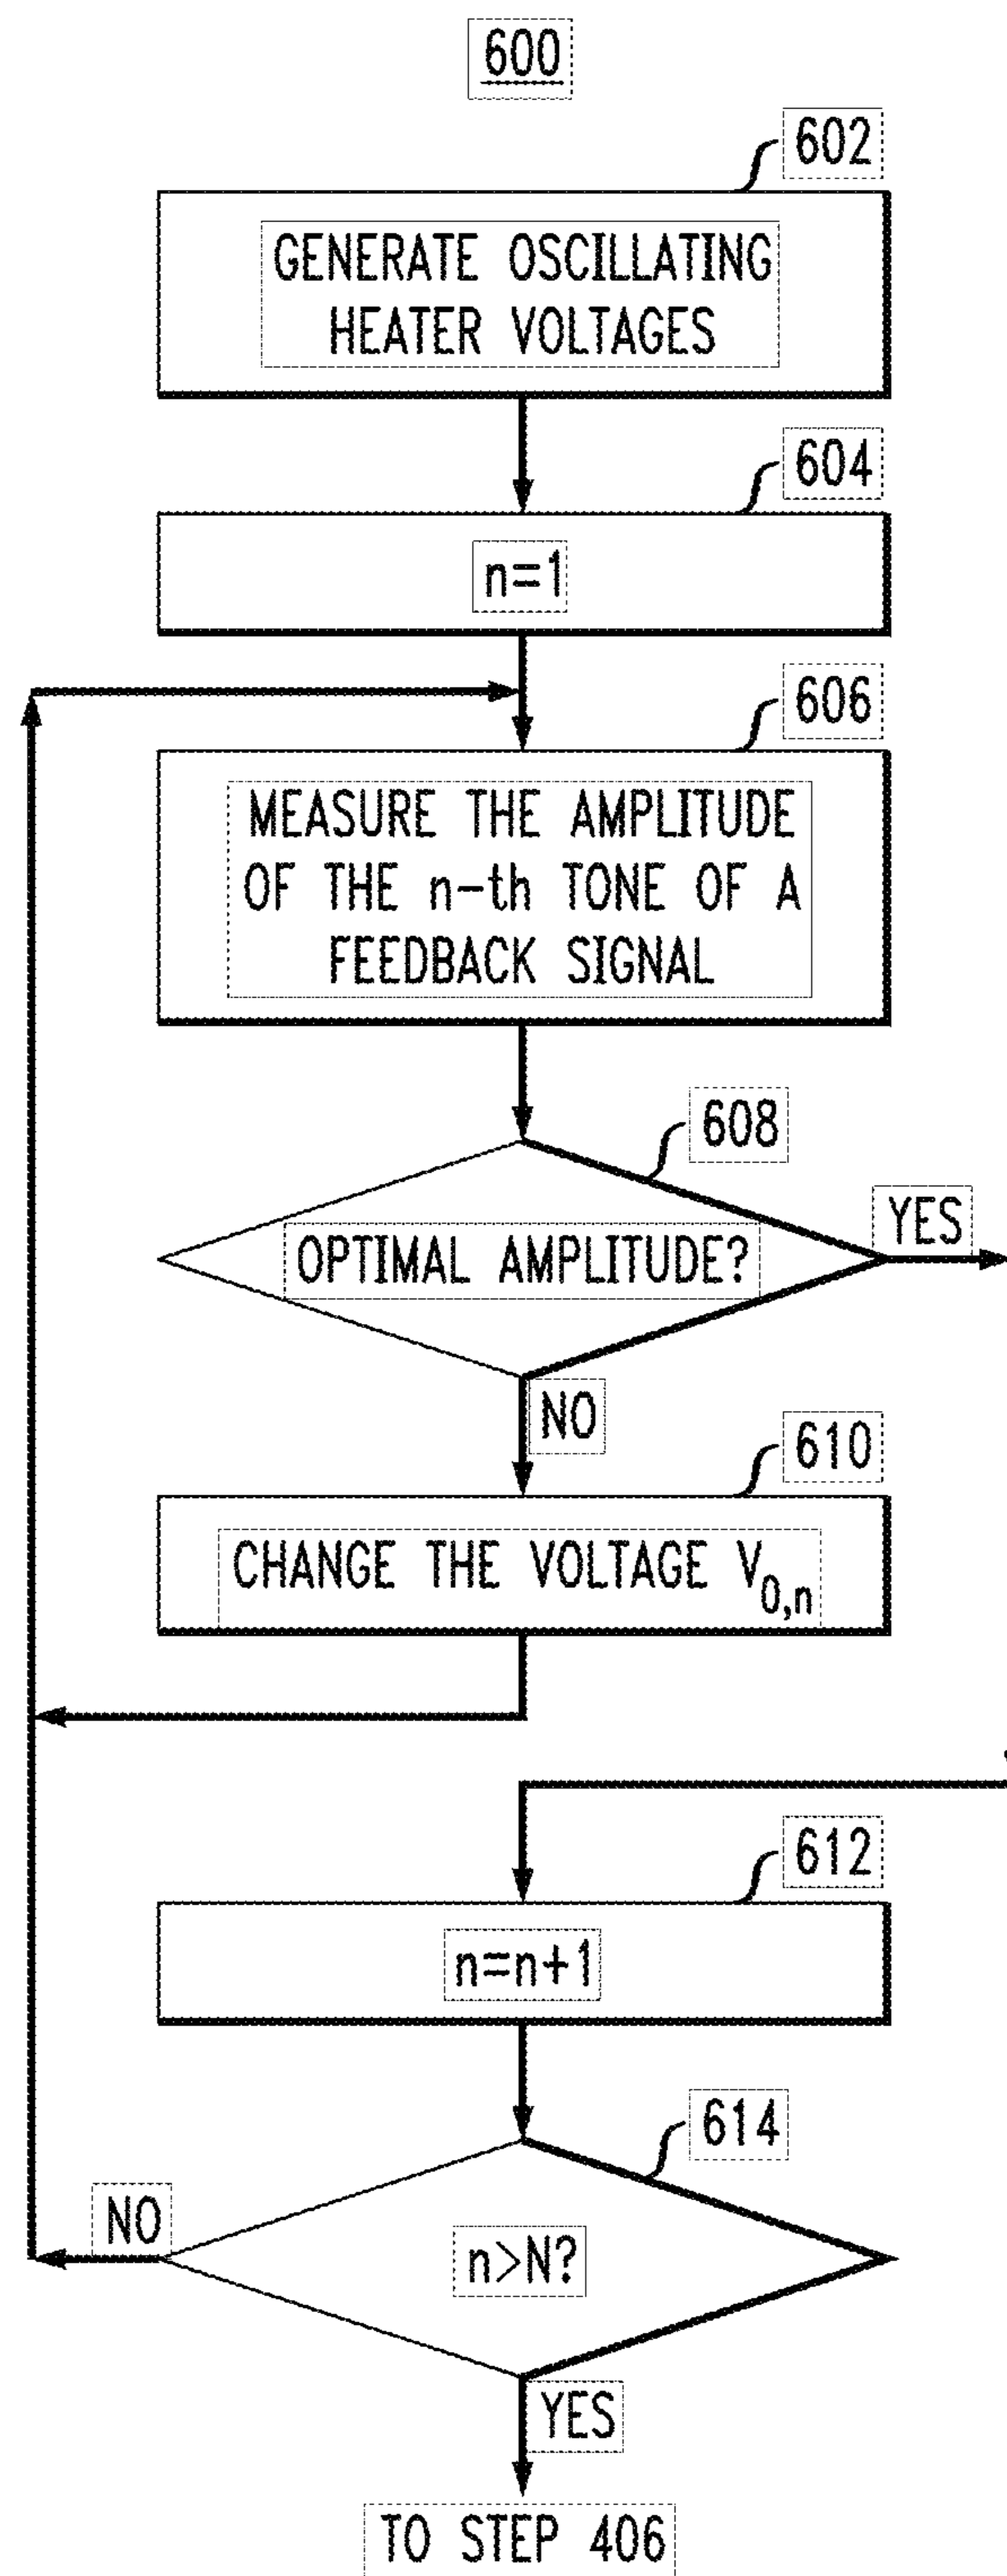 600
602
GENERATE OSCILLATING
HEATER VOLTAGES
604
n=1
606
MEASURE THE AMPLITUDE
OF THE n-th TONE OF A
FEEDBACK SIGNAL
608
OPTIMAL AMPLITUDE?
YES
NO
610
CHANGE THE VOLTAGE V0,n
612
n=n+1
614
NO
n>N?
YES
TO STEP 406